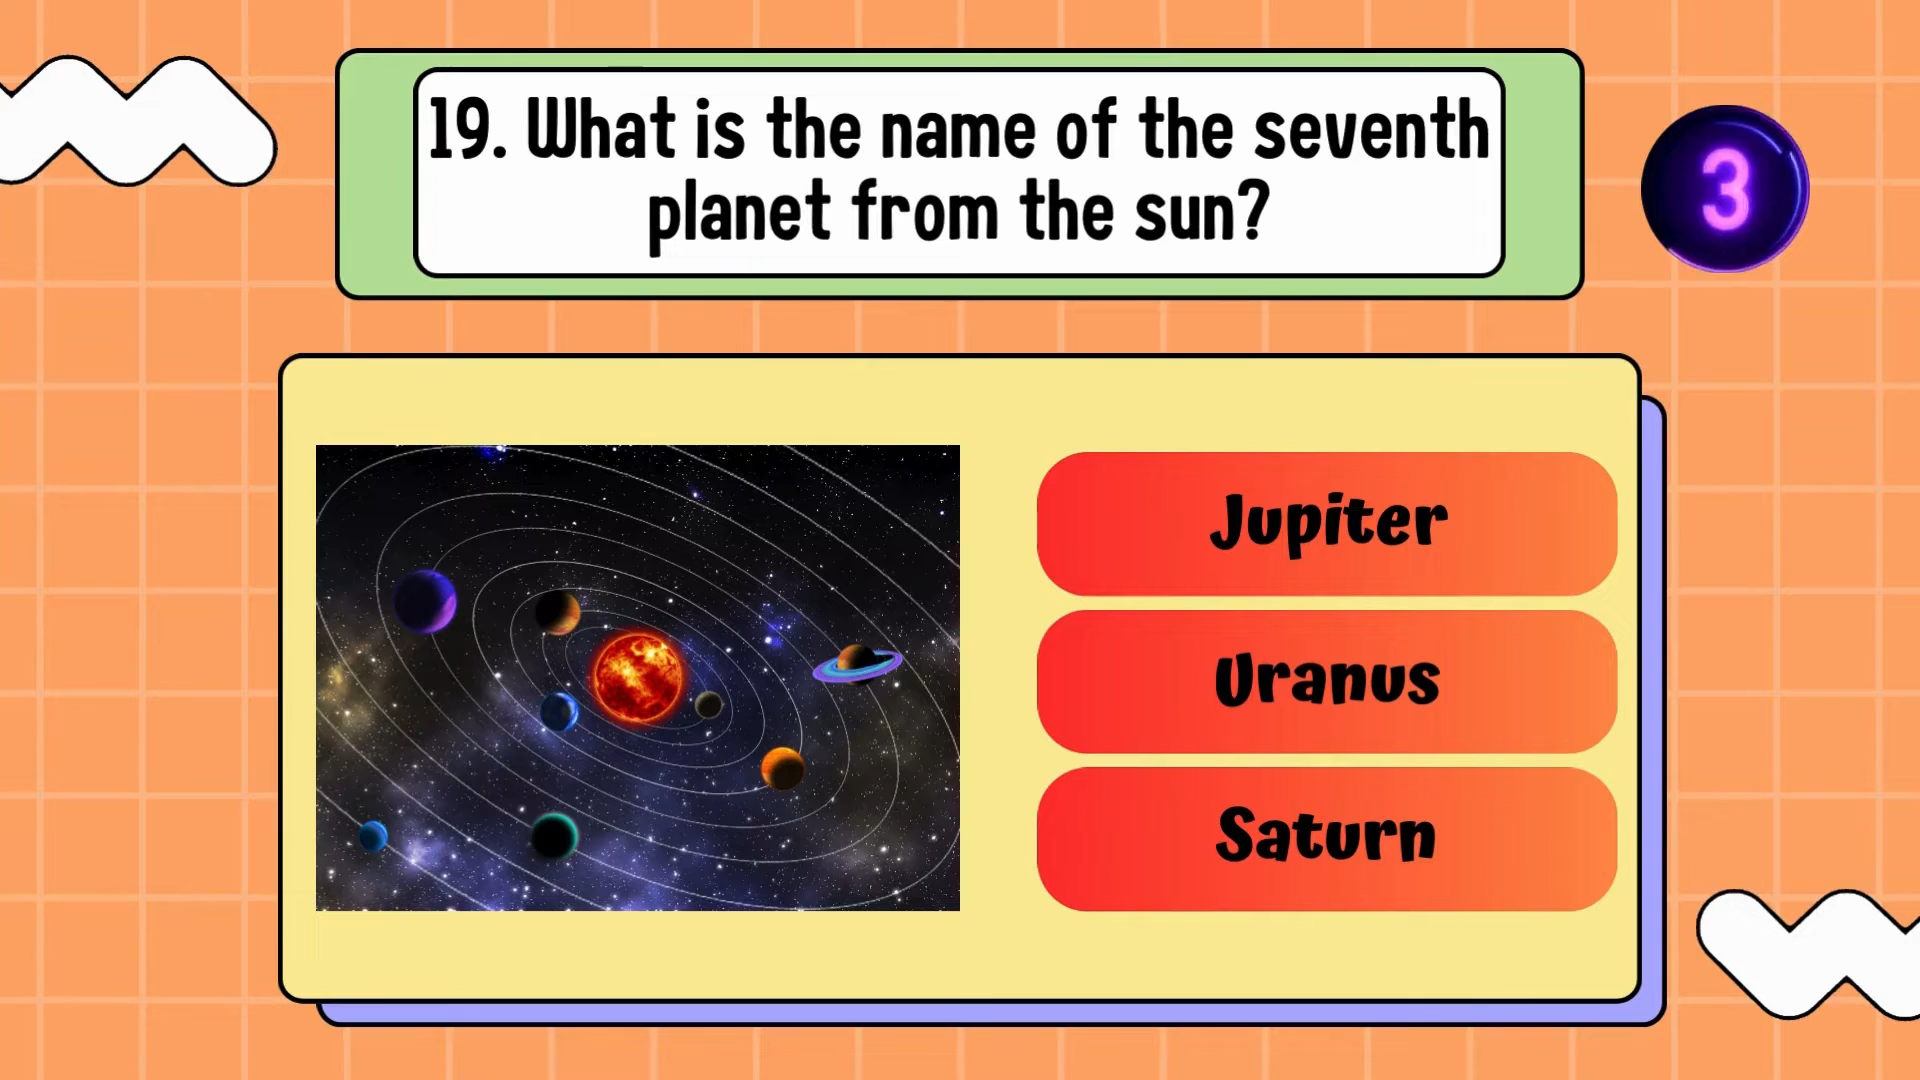 19. What is the name of the seventh
planet from the sun?
3
Jupiter
Uranus
Saturn